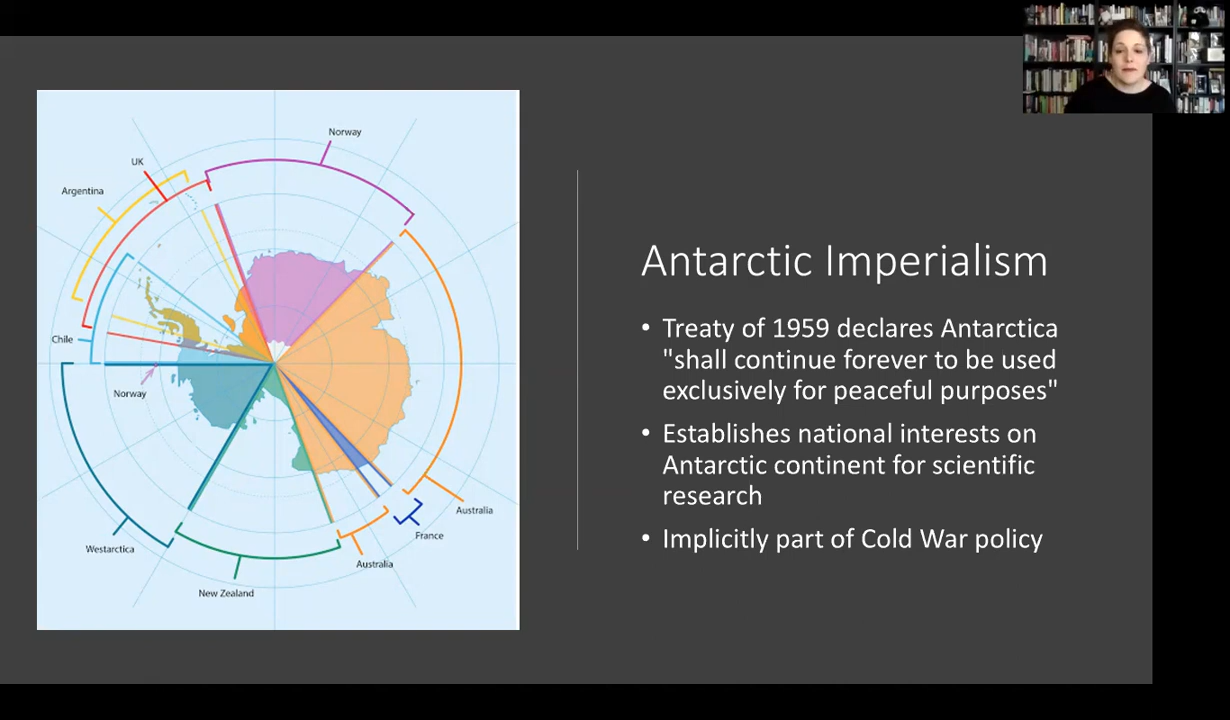 Norway
UK
Argentina
Chile
Norway
Westarctica
New Zealand
Australia
France
Australia
Antarctic Imperialism
• Treaty of 1959 declares Antarctica
"shall continue forever to be used
exclusively for peaceful purposes"
• Establishes national interests on
Antarctic continent for scientific
research
• Implicitly part of Cold War policy